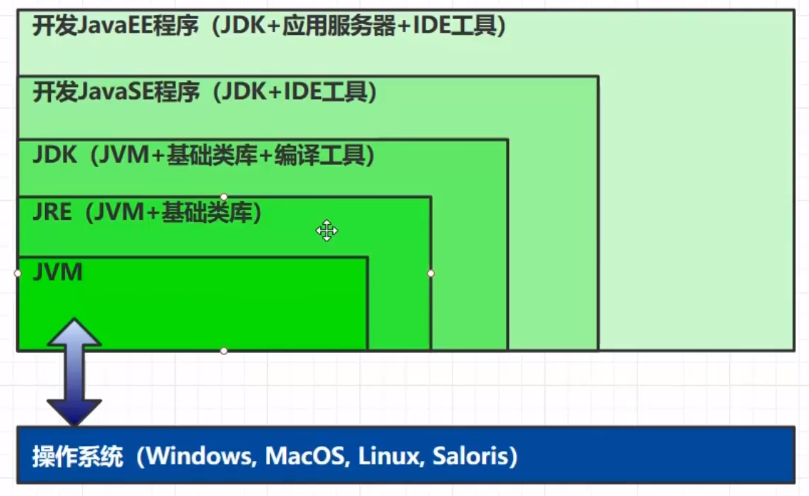 开发JavaEE程序（JDK+应用服务器+IDE工具）
开发JavaSE程序（JDK+IDE工具）
JDK（JVM+基础类库+编译工具）
JRE（JVM+基础类库）
JVM
操作系统（Windows, MacOS, Linux, Saloris）